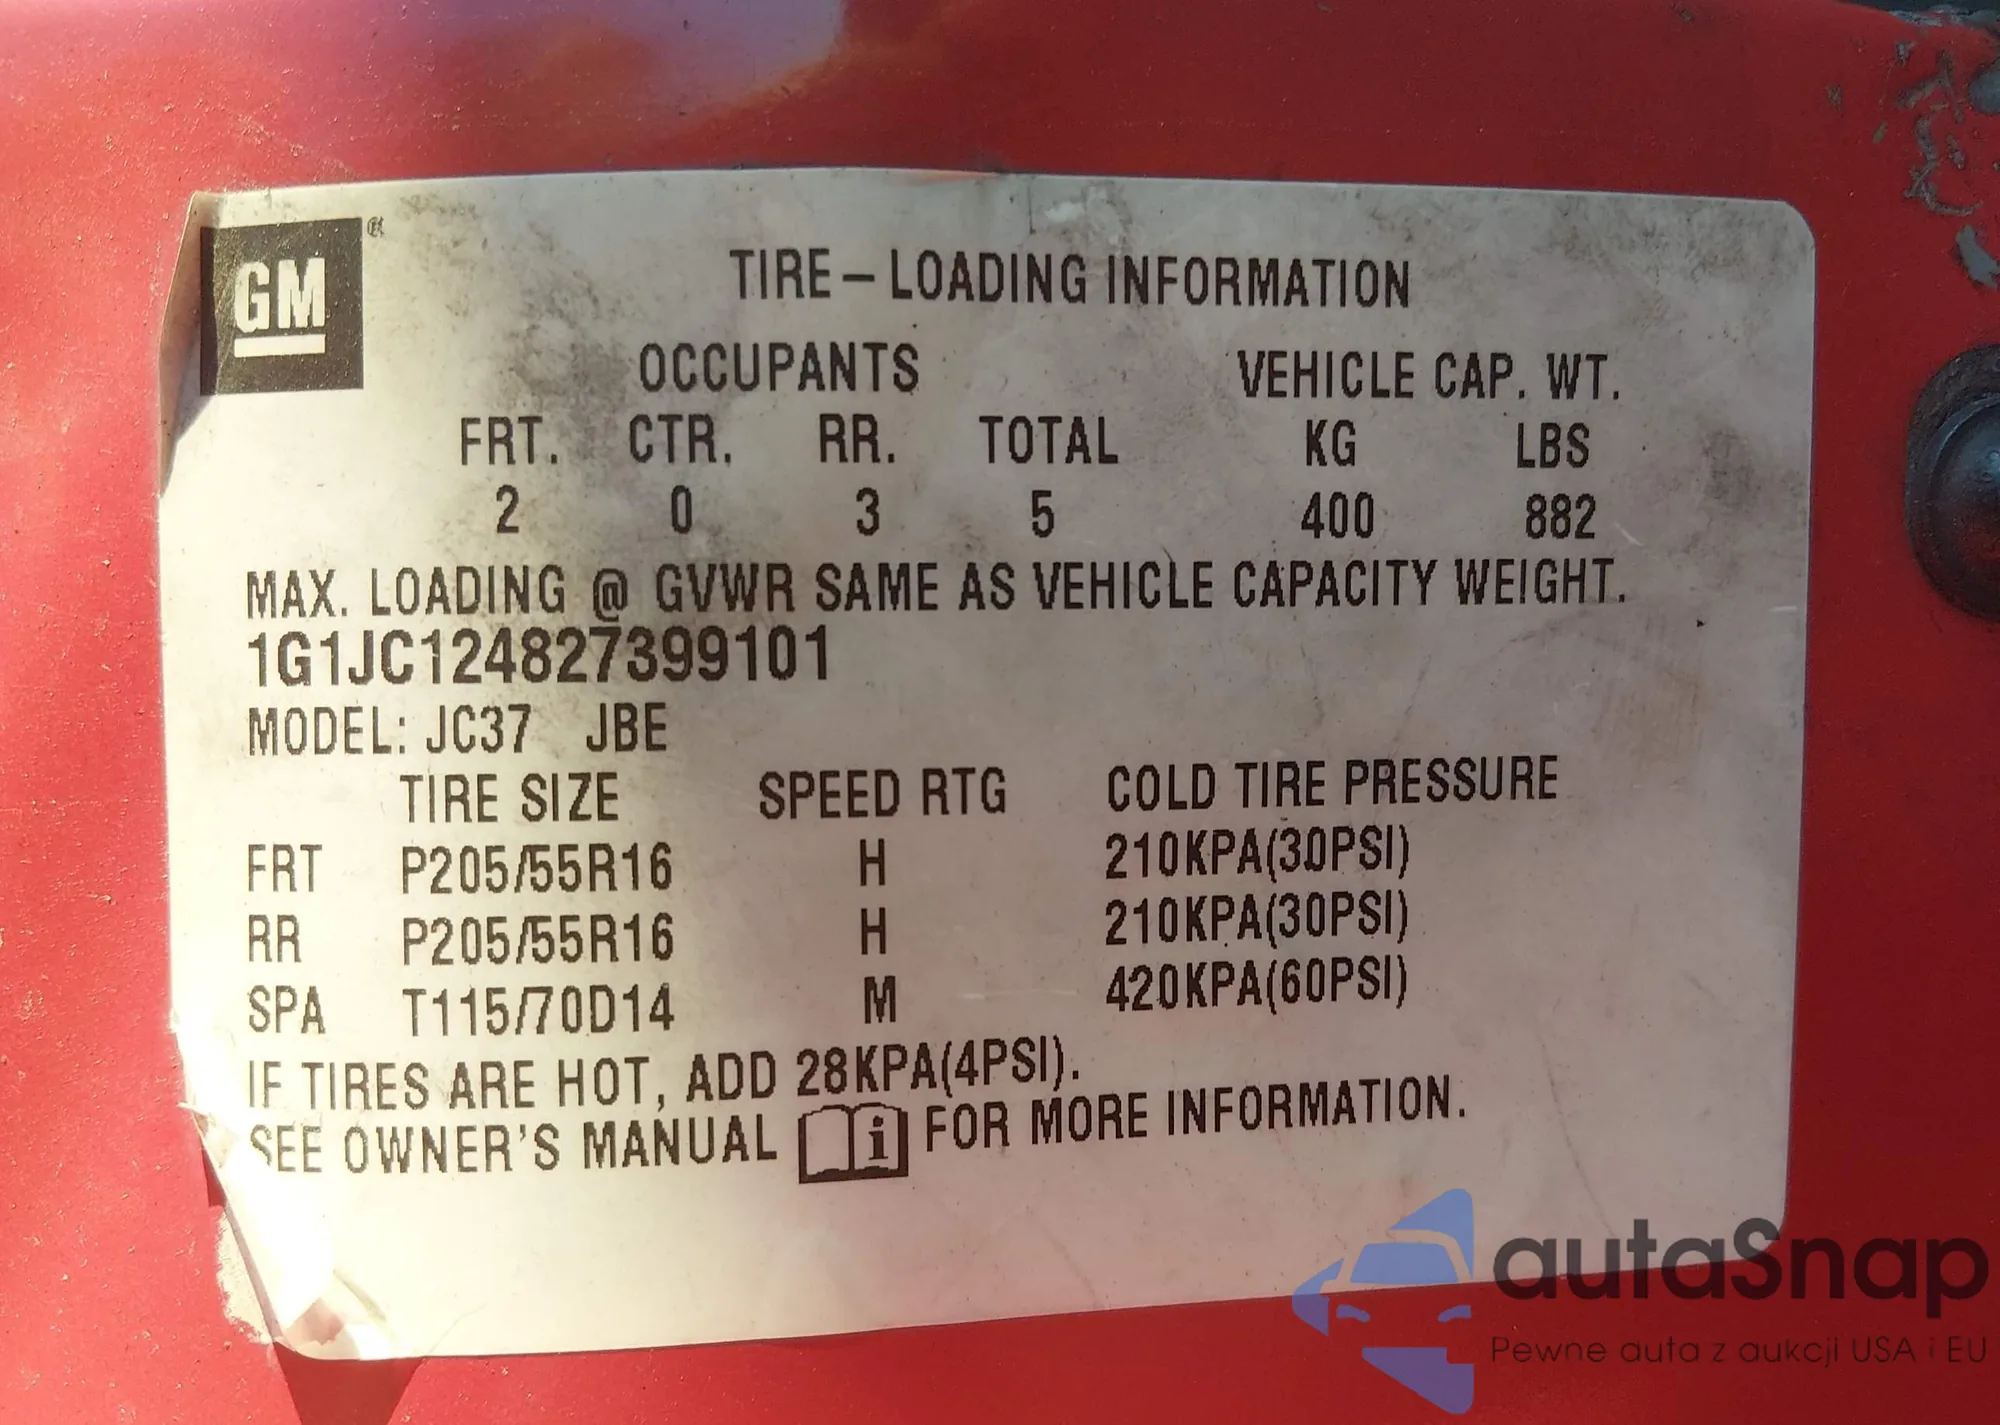 GM ®
TIRE – LOADING INFORMATION
OCCUPANTS VEHICLE CAP. WT.
FRT. CTR. RR. TOTAL KG LBS
2 0 3 5 400 882
MAX. LOADING @ GVWR SAME AS VEHICLE CAPACITY WEIGHT.
1G1JC124827399101
MODEL: JC37 JBE
TIRE SIZE SPEED RTG COLD TIRE PRESSURE
FRT P205/55R16 H 210KPA(30PSI)
RR P205/55R16 H 210KPA(30PSI)
SPA T115/70D14 M 420KPA(60PSI)
IF TIRES ARE HOT, ADD 28KPA(4PSI).
SEE OWNER'S MANUAL i FOR MORE INFORMATION.
autaSnap
Pewne auta z aukcji USA i EU